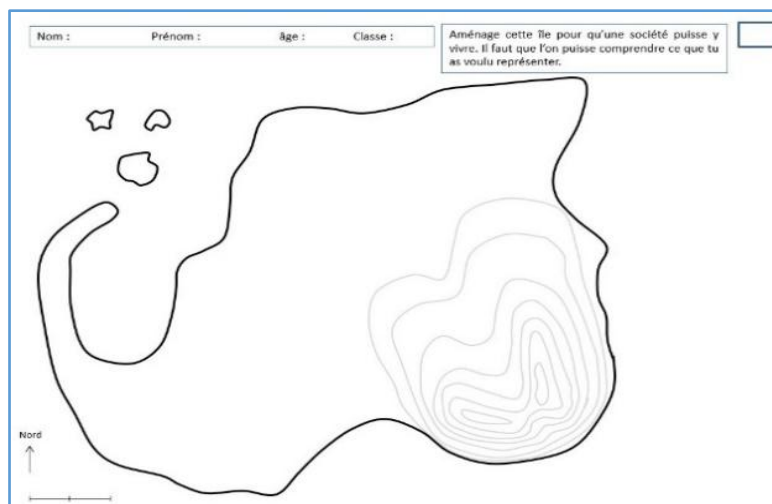 Nom : Prénom : âge : Classe :
Aménage cette île pour qu'une société puisse y
vivre. Il faut que l'on puisse comprendre ce que tu
as voulu représenter.
Nord